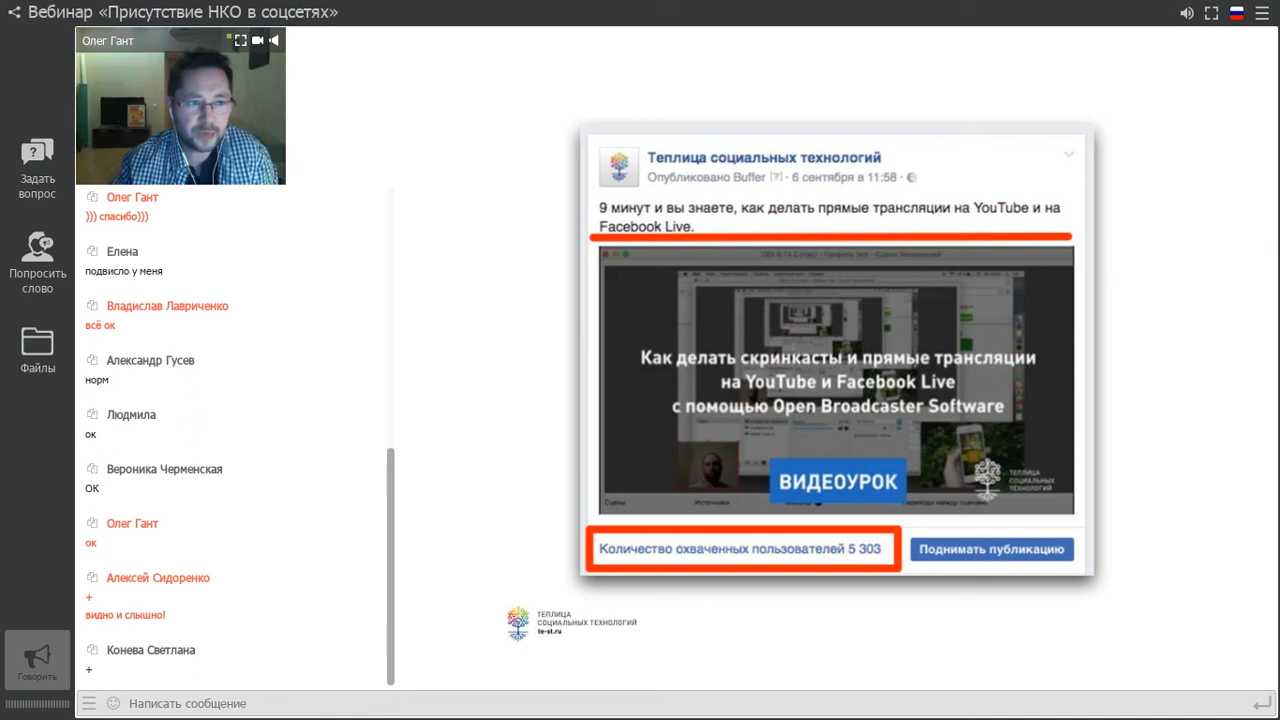 Вебинар «Присутствие НКО в соцсетях»
Олег Гант
Задать
вопрос
Попросить
слово
Файлы
Говорить
Олег Гант
))) спасибо)))
Елена
подвисло у меня
Владислав Лавриченко
всё ок
Александр Гусев
норм
Людмила
ок
Вероника Черменская
ОК
Олег Гант
ок
Алексей Сидоренко
+
видно и слышно!
Конева Светлана
+
Написать сообщение
Теплица социальных технологий
Опубликовано Buffer [?] · 6 сентября в 11:58 ·
9 минут и вы знаете, как делать прямые трансляции на YouTube и на
Facebook Live.
Как делать скринкасты и прямые трансляции
на YouTube и Facebook Live
с помощью Open Broadcaster Software
ВИДЕОУРОК
ТЕПЛИЦА
СОЦИАЛЬНЫХ
ТЕХНОЛОГИЙ
Сцены
Источники
Количество охваченных пользователей 5 303
Поднимать публикацию
ТЕПЛИЦА
СОЦИАЛЬНЫХ ТЕХНОЛОГИЙ
te-st.ru